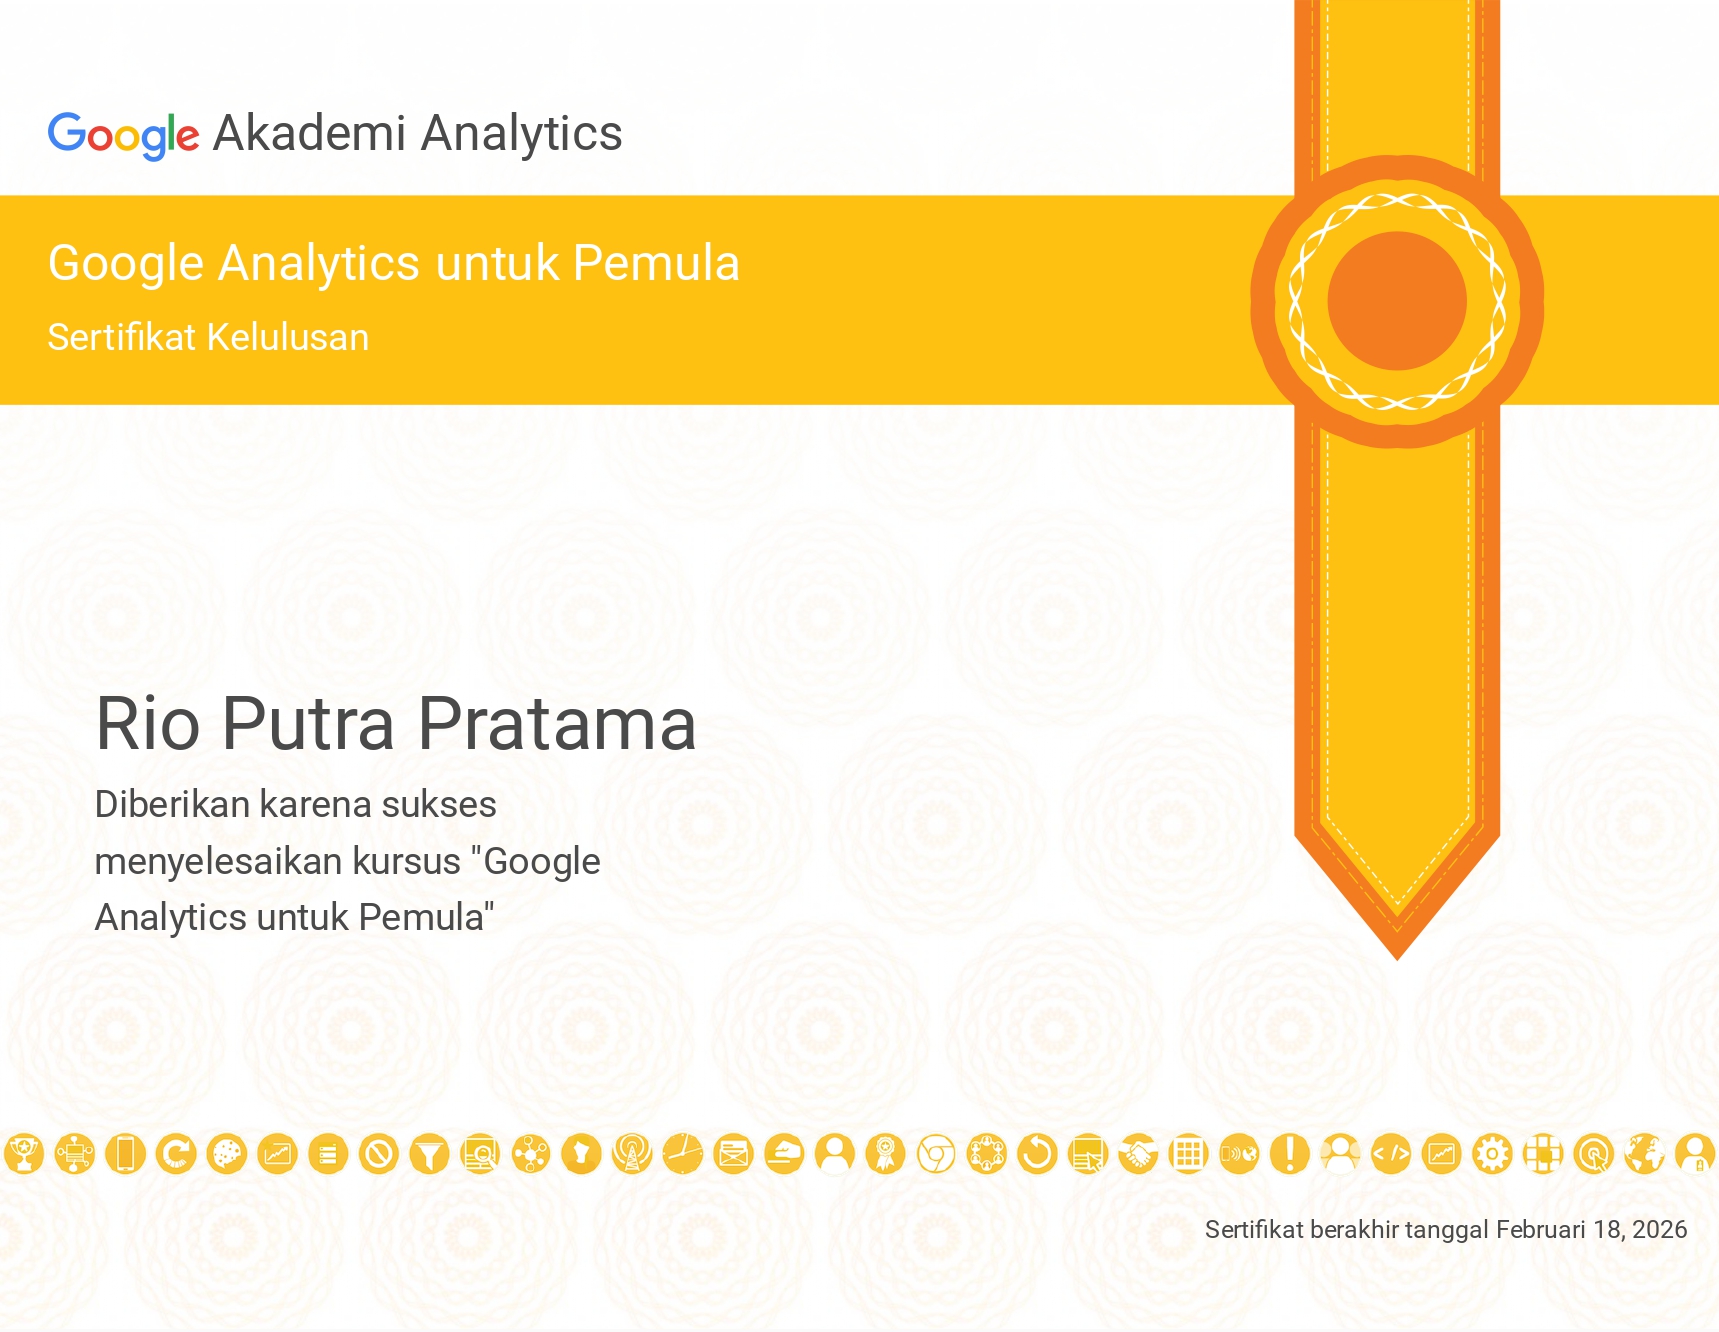 Google Akademi Analytics
Google Analytics untuk Pemula
Sertifikat Kelulusan
Rio Putra Pratama
Diberikan karena sukses
menyelesaikan kursus "Google
Analytics untuk Pemula"
Sertifikat berakhir tanggal Februari 18, 2026